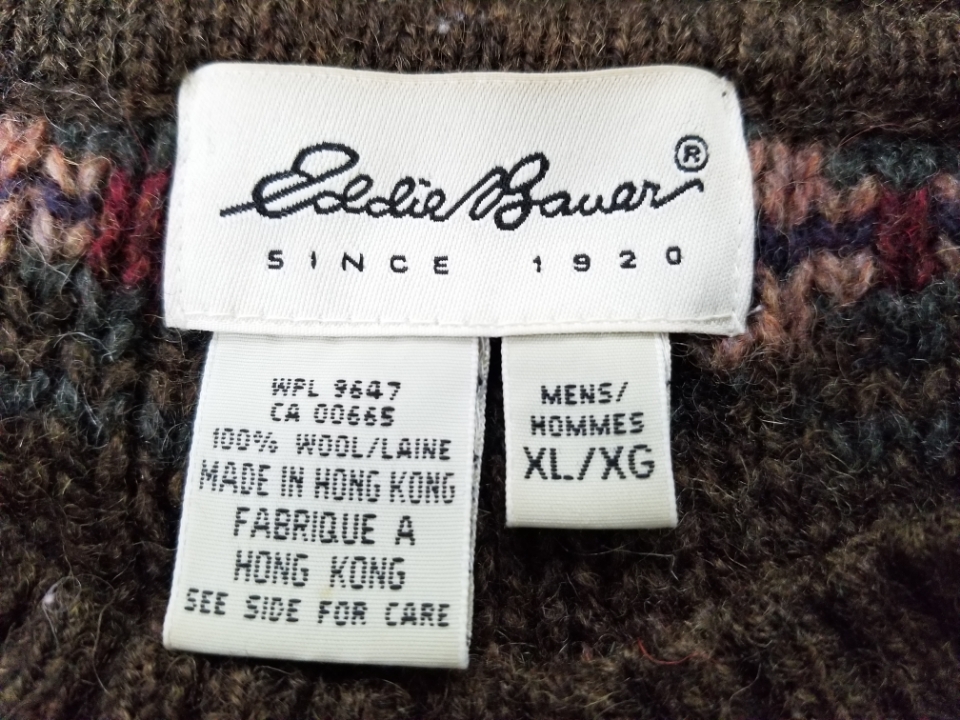 Eddie Bauer®
SINCE 1920
WPL 9647
CA 00665
100% WOOL/LAINE
MADE IN HONG KONG
FABRIQUE A
HONG KONG
SEE SIDE FOR CARE
MENS/
HOMMES
XL/XG